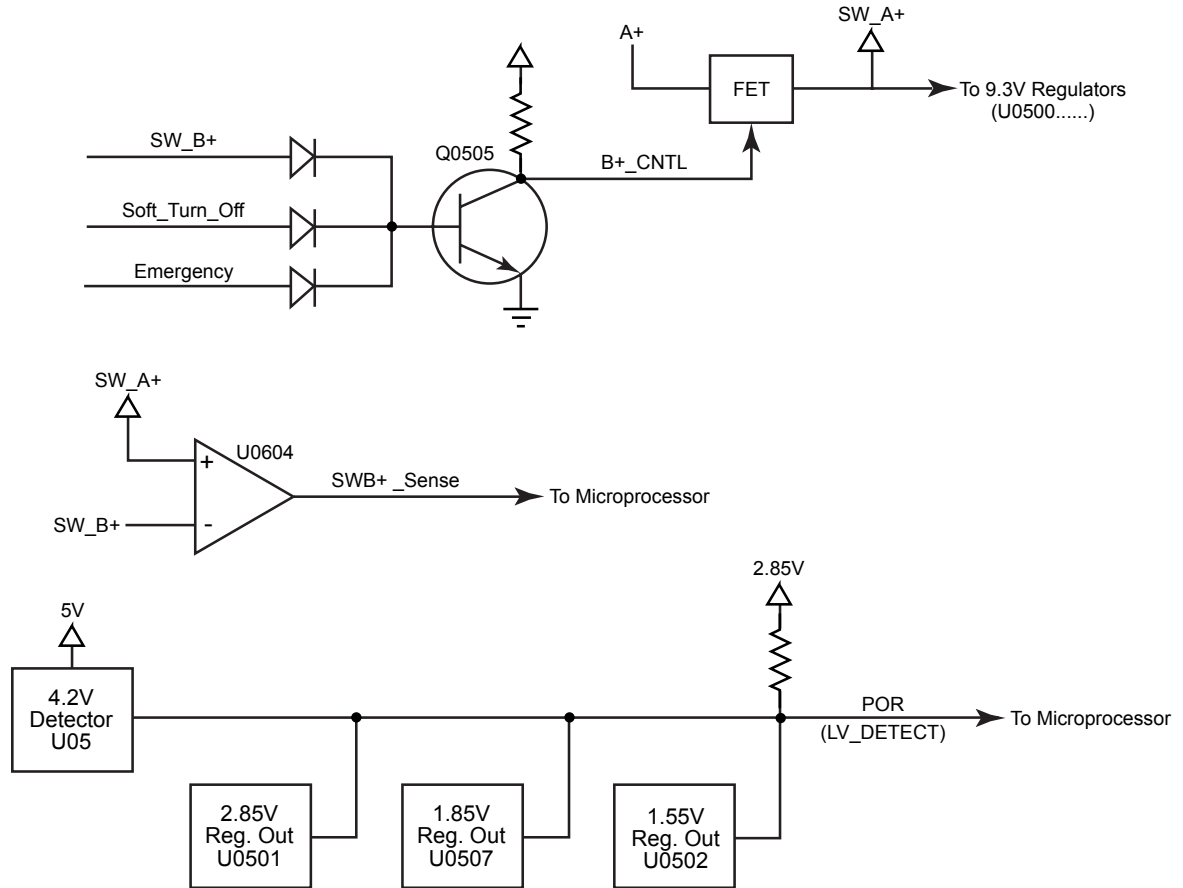 SW_A+
A+
FET
To 9.3V Regulators
(U0500......)
SW_B+
Q0505
B+_CNTL
Soft_Turn_Off
Emergency
SW_A+
+
U0604
SWB+ _Sense
To Microprocessor
SW_B+
-
2.85V
5V
4.2V
Detector
U05
POR
(LV_DETECT)
To Microprocessor
2.85V
Reg. Out
U0501
1.85V
Reg. Out
U0507
1.55V
Reg. Out
U0502